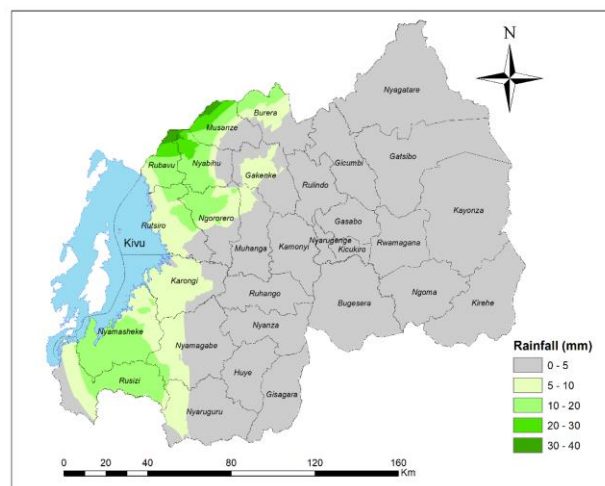 N
Nyagatare
Burera
Musanze
Rubavu
Nyabihu
Gakenke
Gicumbi
Gatsibo
Rulindo
Ngororero
Rutsiro
Kivu
Gasabo
Kayonza
Muhanga
Kamonyi
Nyarugenge
Kicukiro
Rwamagana
Karongi
Ruhango
Bugesera
Ngoma
Kirehe
Nyamasheke
Nyanza
Nyamagabe
Rusizi
Huye
Gisagara
Nyaruguru
Rainfall (mm)
0 - 5
5 - 10
10 - 20
20 - 30
30 - 40
0 20 40 80 120 160
Km